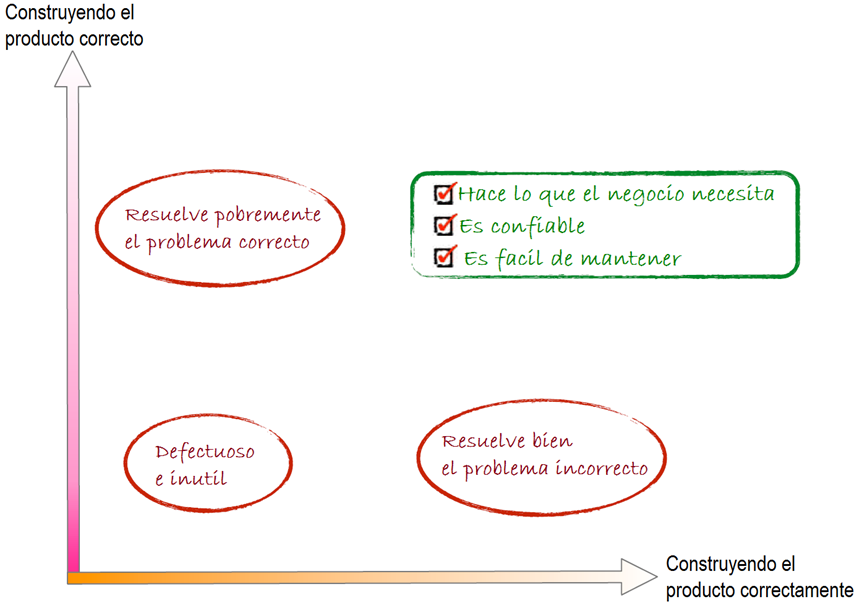 Construyendo el
producto correcto
Resuelve pobremente
el problema correcto
Hace lo que el negocio necesita
Es confiable
Es facil de mantener
Defectuoso
e inutil
Resuelve bien
el problema incorrecto
Construyendo el
producto correctamente